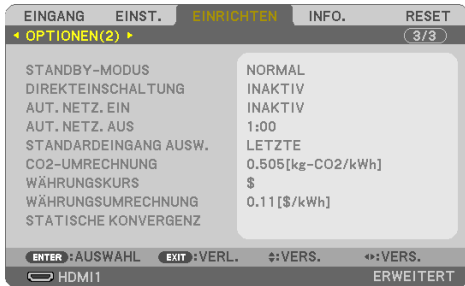 EINGANG EINST. EINRICHTEN INFO. RESET
OPTIONEN(2) 3/3
STANDBY-MODUS NORMAL
DIREKTEINSCHALTUNG INAKTIV
AUT. NETZ. EIN INAKTIV
AUT. NETZ. AUS 1:00
STANDARDEINGANG AUSW. LETZTE
CO2-UMRECHNUNG 0.505[kg-CO2/kWh]
WÄHRUNGSKURS $
WÄHRUNGSUMRECHNUNG 0.11[$/kWh]
STATISCHE KONVERGENZ
ENTER :AUSWAHL EXIT :VERL. :VERS. :VERS.
HDMI1 ERWEITERT